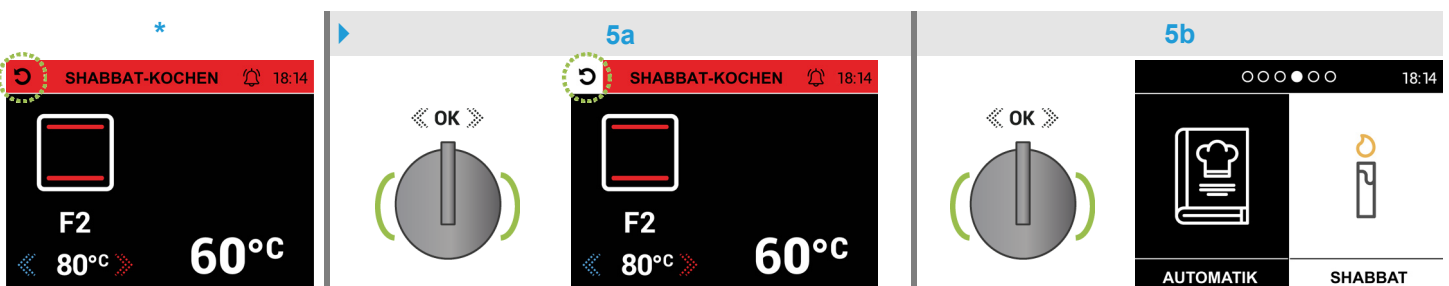 *
SHABBAT-KOCHEN 18:14
F2
80°C
60°C
5a
OK
SHABBAT-KOCHEN 18:14
F2
80°C
60°C
5b
OK
18:14
AUTOMATIK
SHABBAT